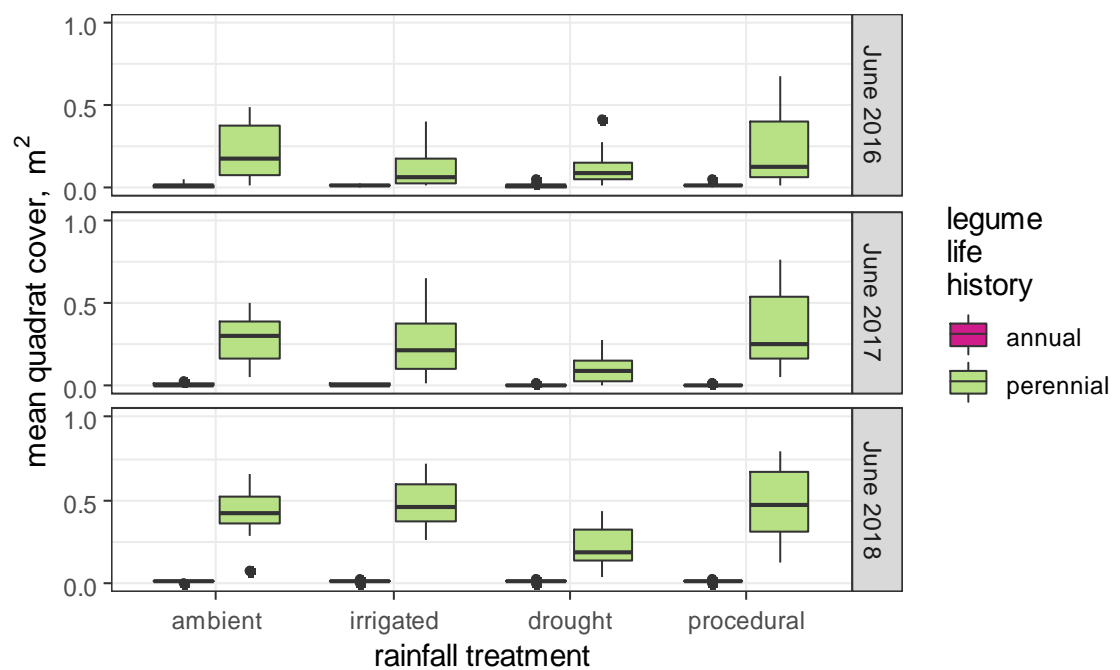 mean quadrat cover, m²
1.0
0.5
0.0
June 2016
1.0
0.5
0.0
June 2017
1.0
0.5
0.0
June 2018
ambient
irrigated
drought
procedural
rainfall treatment
legume
life
history
annual
perennial